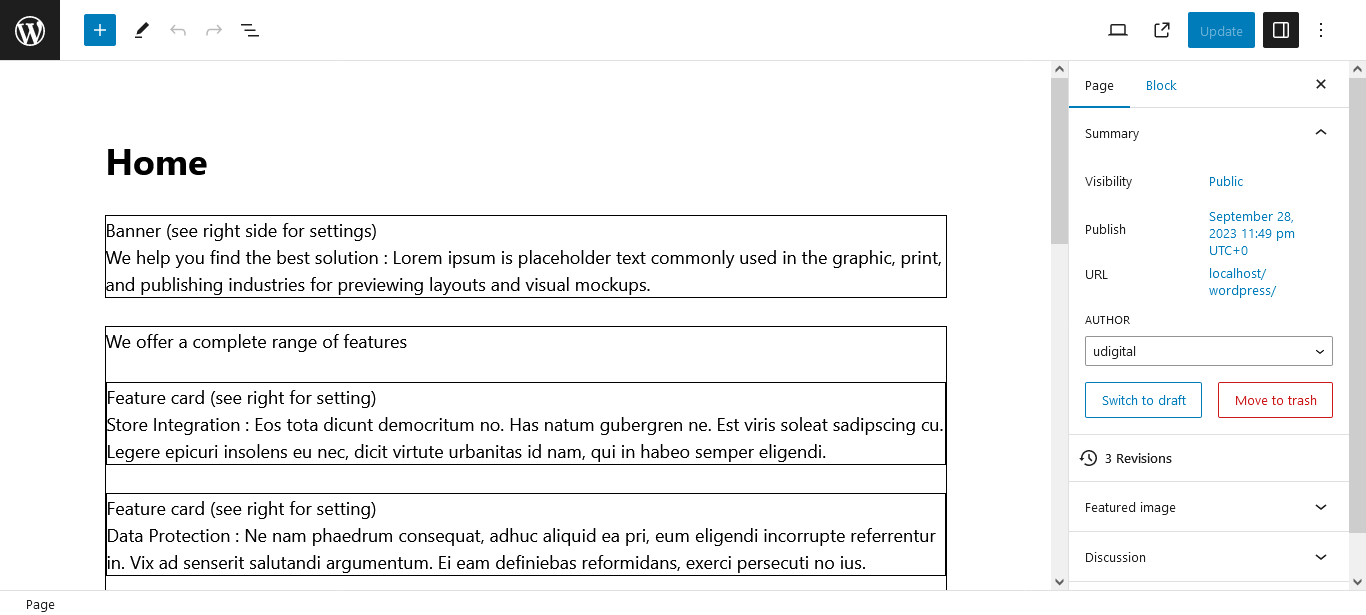 Update
Page
Block
Home
Banner (see right side for settings)
We help you find the best solution : Lorem ipsum is placeholder text commonly used in the graphic, print,
and publishing industries for previewing layouts and visual mockups.
We offer a complete range of features
Feature card (see right for setting)
Store Integration : Eos tota dicunt democritum no. Has natum gubergren ne. Est viris soleat sadipscing cu.
Legere epicuri insolens eu nec, dicit virtute urbanitas id nam, qui in habeo semper eligendi.
Feature card (see right for setting)
Data Protection : Ne nam phaedrum consequat, adhuc aliquid ea pri, eum eligendi incorrupte referrentur
in. Vix ad senserit salutandi argumentum. Ei eam definiebas reformidans, exerci persecuti no ius.
Summary
Visibility
Public
Publish
September 28,
2023 11:49 pm
UTC+0
URL
localhost/
wordpress/
AUTHOR
udigital
Switch to draft
Move to trash
3 Revisions
Featured image
Discussion
Page